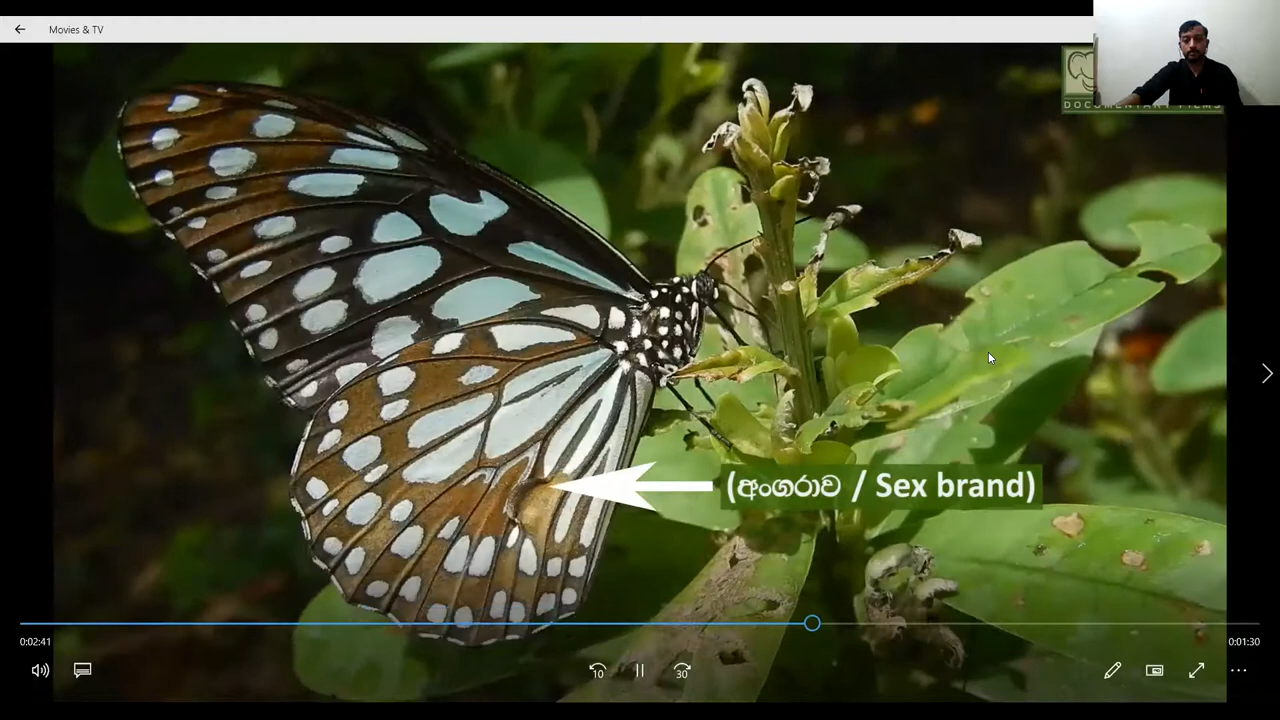 Movies & TV
DOCUMENTARY FILMS
(අංගරාව / Sex brand)
0:02:41
0:01:30
10
30